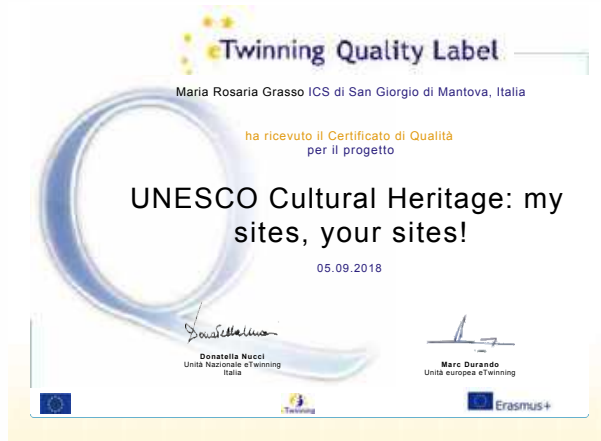 eTwinning Quality Label
Maria Rosaria Grasso ICS di San Giorgio di Mantova, Italia
ha ricevuto il Certificato di Qualità
per il progetto
UNESCO Cultural Heritage: my
sites, your sites!
05.09.2018
Donatella Nucci
Unità Nazionale eTwinning
Italia
Marc Durando
Unità europea eTwinning
eTwinning
Erasmus+